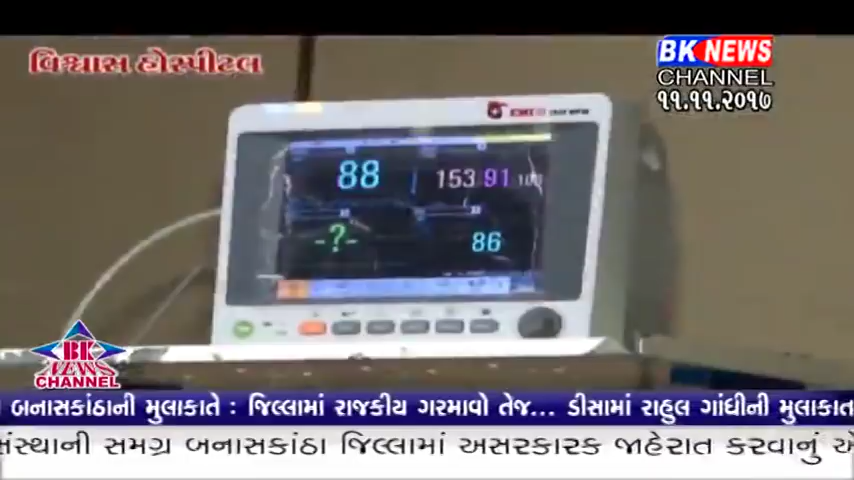 વિશ્વાસ હોસ્પીટલ
BK NEWS
CHANNEL
૧૧.૧૧.૨૦૧૭
88
153 91
-?-
86
BK
NEWS
CHANNEL
બનાસકાંઠાની મુલાકાતે : જિલ્લામાં રાજકીય ગરમાવો તેજ... ડીસામાં રાહુલ ગાંધીની મુલાકાત
સંસ્થાની સમગ્ર બનાસકાંઠા જિલ્લામાં અસરકારક જાહેરાત કરવાનું